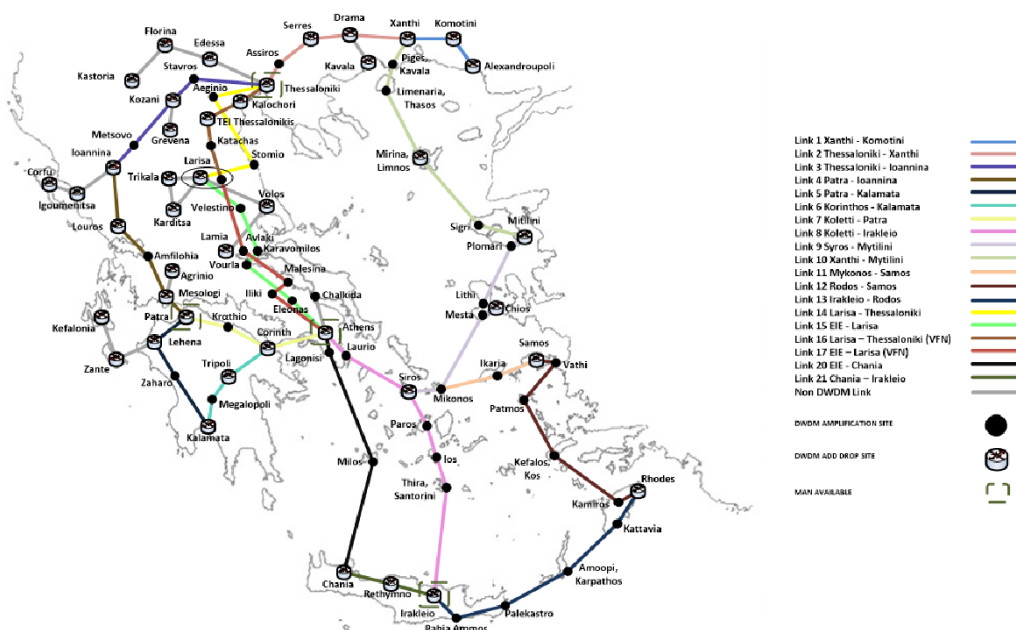 Drama
Xanthi
Komotini
Serres
Florina
Edessa
Assiros
Piges,
Kavala
Kavala
Alexandroupoli
Stavros
Kastoria
Aeginio
Thessaloniki
Limenaria,
Thasos
Kozani
Kalochori
TEI Thessalonikis
Grevena
Metsovo
Katachas
Mirina,
Limnos
Ioannina
Larisa
Stomio
Corfu
Trikala
Igoumenitsa
Volos
Karditsa
Velestino
Mitilini
Sigri
Louros
Lamia
Avlaki
Karavomilos
Plomari
Amfilohia
Vourla
Malesina
Agrinio
Iliki
Chalkida
Mesologi
Eleonas
Lithi
Kefalonia
Patra
Krathio
Mesta
Chios
Corinth
Athens
Lehena
Lagonisi
Laurio
Samos
Zante
Tripoli
Ikaria
Vathi
Zaharo
Siros
Megalopoli
Mikonos
Patmos
Kalamata
Paros
Milos
Ios
Kefalos,
Kos
Thira,
Santorini
Rhodes
Kamiros
Kattavia
Chania
Amoopi,
Karpathos
Rethymno
Irakleio
Palekastro
Pahia Ammos
Link 1 Xanthi - Komotini
Link 2 Thessaloniki - Xanthi
Link 3 Thessaloniki - Ioannina
Link 4 Patra - Ioannina
Link 5 Patra - Kalamata
Link 6 Korinthos - Kalamata
Link 7 Koletti - Patra
Link 8 Koletti - Irakleio
Link 9 Syros - Mytilini
Link 10 Xanthi - Mytilini
Link 11 Mykonos - Samos
Link 12 Rodos - Samos
Link 13 Irakleio - Rodos
Link 14 Larisa - Thessaloniki
Link 15 EIE - Larisa
Link 16 Larisa – Thessaloniki (VFN)
Link 17 EIE – Larisa (VFN)
Link 20 EIE - Chania
Link 21 Chania – Irakleio
Non DWDM Link
DWDM AMPLIFICATION SITE
DWDM ADD DROP SITE
MAN AVAILABLE